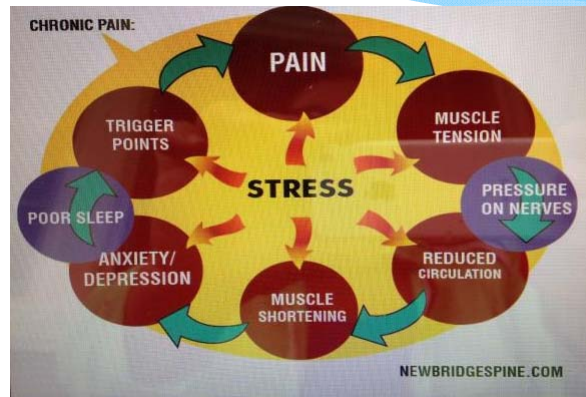 CHRONIC PAIN:
PAIN
MUSCLE
TENSION
PRESSURE
ON NERVES
REDUCED
CIRCULATION
MUSCLE
SHORTENING
ANXIETY/
DEPRESSION
POOR SLEEP
TRIGGER
POINTS
STRESS
NEWBRIDGESPINE.COM